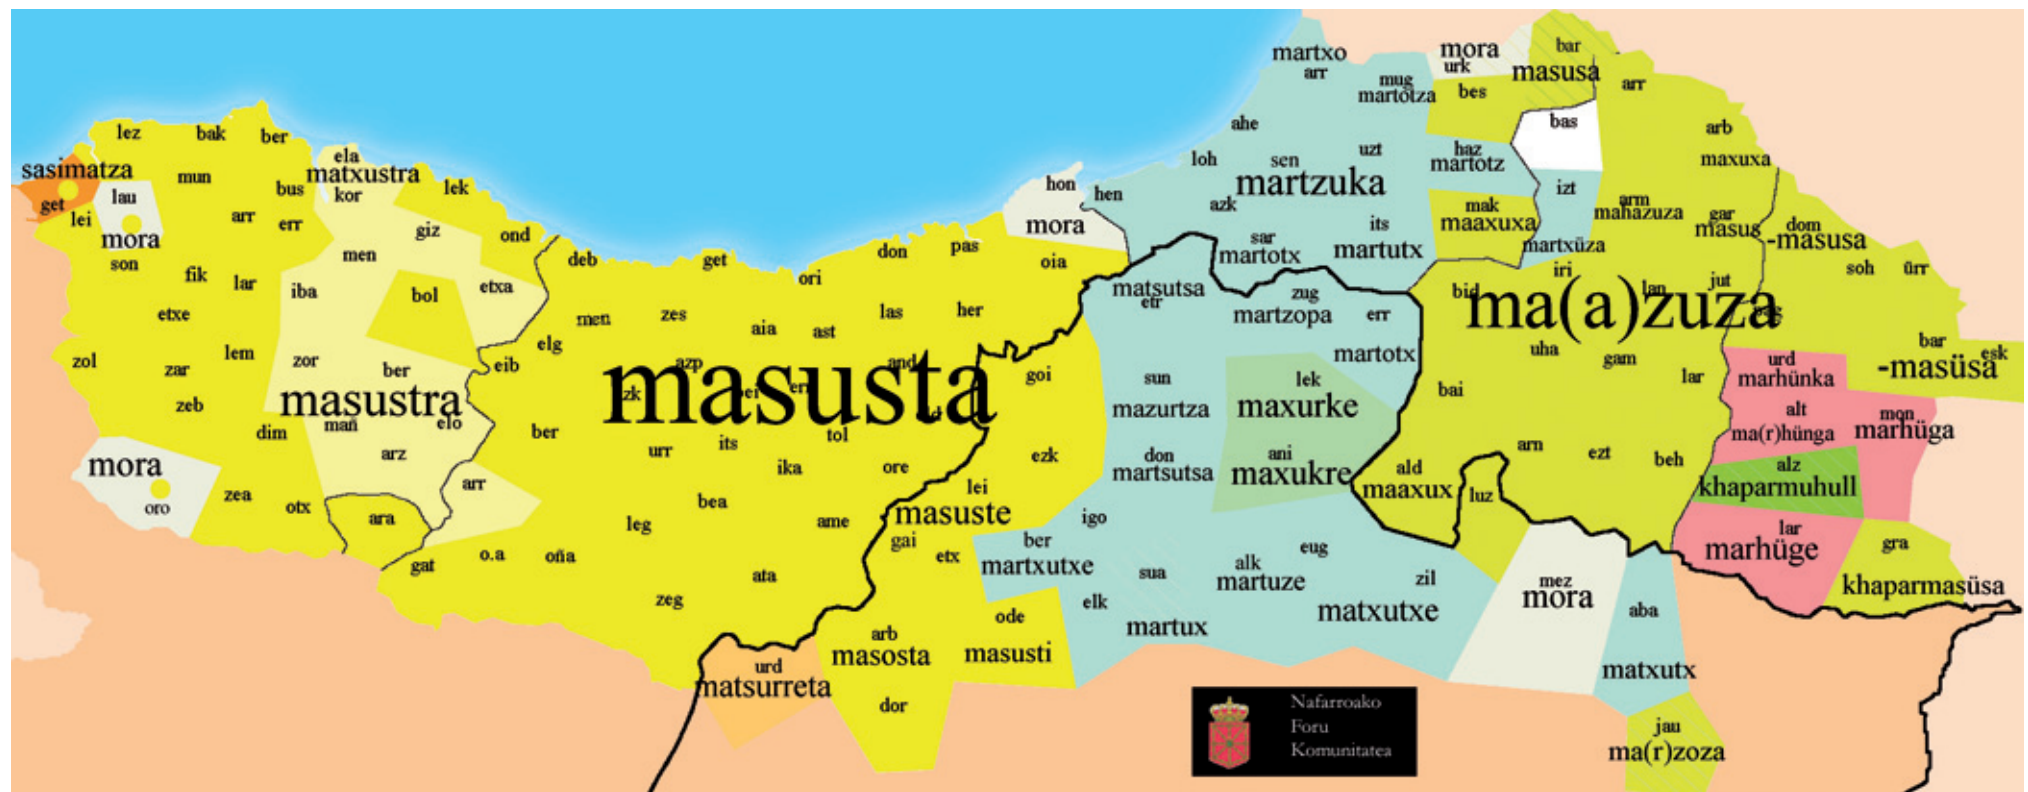 martxo
arr
mora
urk
bar
masusa
mug
martotza
bes
arr
lez
bak
ber
ahe
bas
arb
ela
matxustra
kor
sasimatza
mun
bus
lek
loh
sen
uzt
haz
martotz
maxuxa
get
lau
lei
mora
arr
err
giz
ond
hon
hen
mora
martzuka
azk
its
martutx
sar
martotx
mak
maaxuxa
izt
martxüza
arm
mahazuza
gar
masus
dom
-masusa
son
fik
lar
men
iba
bol
etxa
deb
get
ori
don
pas
oia
matsutsa
etr
zug
martzopa
err
iri
bid
lan
jut
ma(a)zuza
soh
ürr
etxe
lem
zol
zar
zor
ber
eib
elg
men
zes
aia
ast
las
her
martotx
uha
gam
bar
esk
-masüsa
zeb
dim
masustra
mañ
elo
arz
azp
and
masusta
goi
sun
mazurtza
lek
maxurke
bai
lar
urd
marhünka
alt
ma(r)hünga
mon
marhüga
mora
oro
zea
otx
ara
arr
ber
urr
its
ika
tol
ore
ezk
don
martsutsa
ani
maxukre
ald
maaxux
luz
arn
ezt
beh
alz
khaparmuhull
leg
bea
ame
lei
masuste
gai
etx
igo
ber
martxutxe
lar
marhüge
gra
khaparmasüsa
gat
o.a
oña
ata
zeg
sua
elk
alk
martuze
eug
zil
matxutxe
martux
mez
mora
aba
matxutx
ode
masusti
arb
masosta
dor
urd
matsurreta
jau
ma(r)zoza
Nafarroako
Foru
Komunitatea